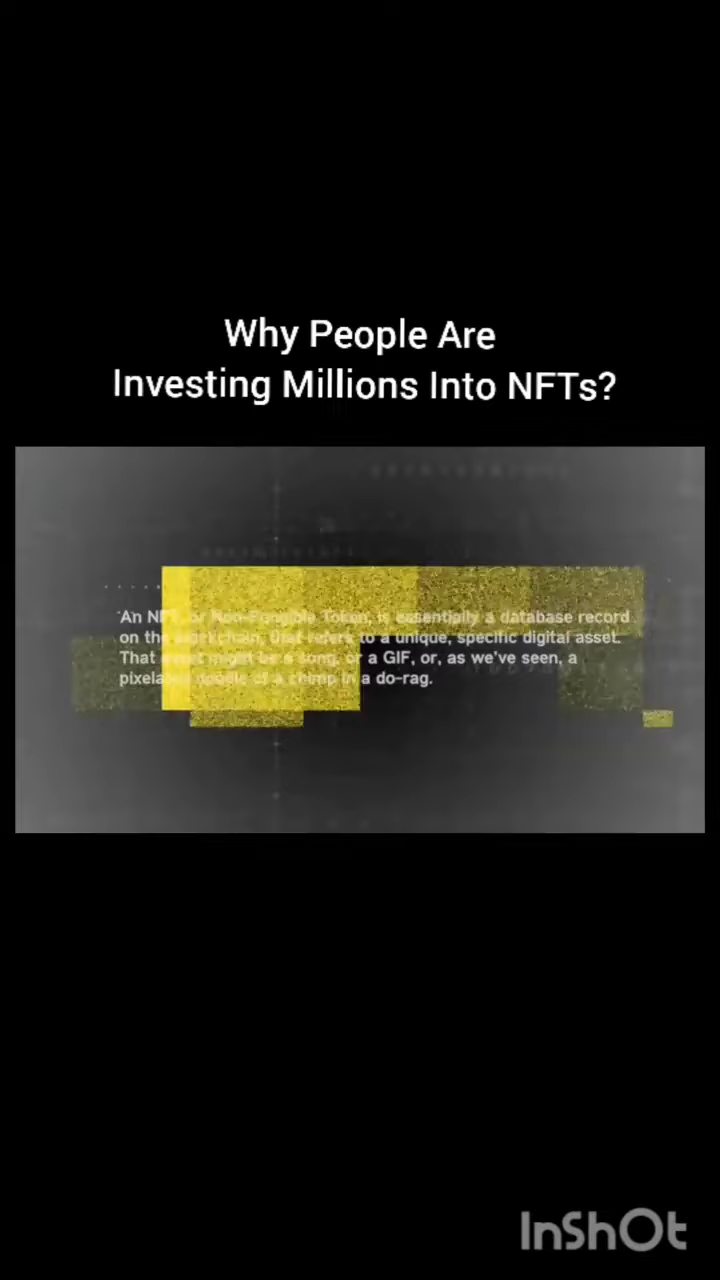 Why People Are
Investing Millions Into NFTs?
An NFT, or Non-Fungible Token, is essentially a database record
on the blockchain, that refers to a unique, specific digital asset.
That asset might be a song, or a GIF, or, as we've seen, a
pixelated doodle of a chimp in a do-rag.
InShOt